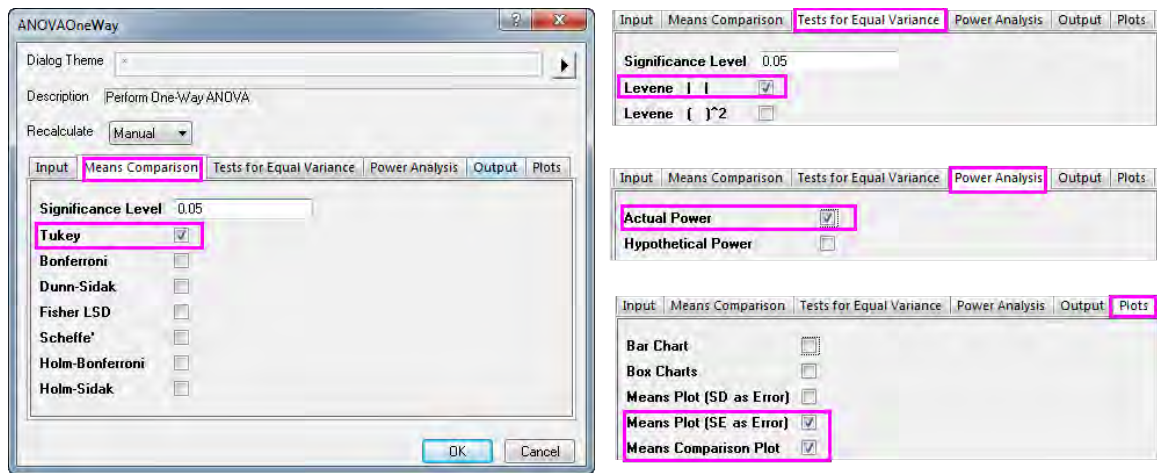 ANOVAOneWay
Dialog Theme *
Description Perform One-Way ANOVA
Recalculate Manual
Input Means Comparison Tests for Equal Variance Power Analysis Output Plots
Significance Level 0.05
Tukey
Bonferroni
Dunn-Sidak
Fisher LSD
Scheffe'
Holm-Bonferroni
Holm-Sidak
OK Cancel
Input Means Comparison Tests for Equal Variance Power Analysis Output Plots
Significance Level 0.05
Levene | |
Levene ( )^2
Input Means Comparison Tests for Equal Variance Power Analysis Output Plots
Actual Power
Hypothetical Power
Input Means Comparison Tests for Equal Variance Power Analysis Output Plots
Bar Chart
Box Charts
Means Plot (SD as Error)
Means Plot (SE as Error)
Means Comparison Plot